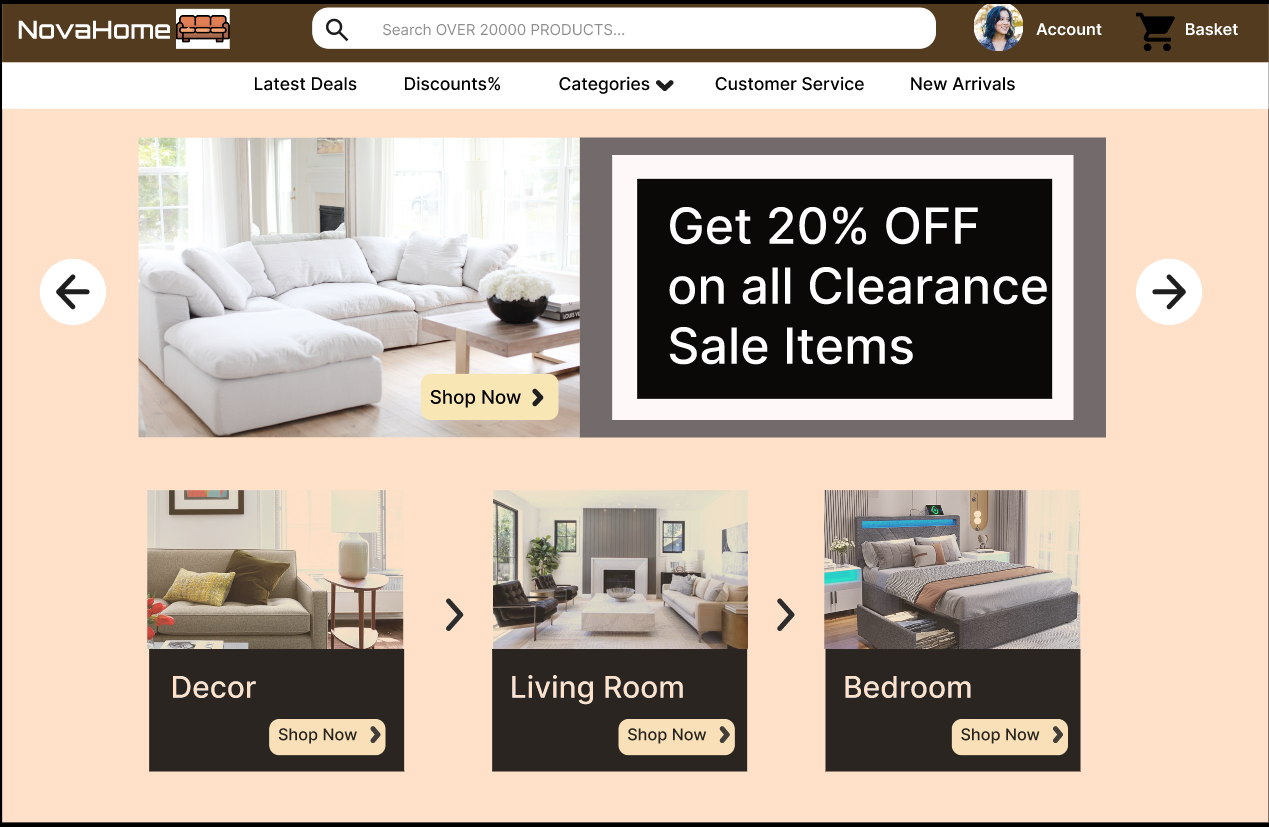 NovaHome
Search OVER 20000 PRODUCTS...
Account
Basket
Latest Deals
Discounts%
Categories
Customer Service
New Arrivals
Get 20% OFF
on all Clearance
Sale Items
Shop Now
Decor
Shop Now
Living Room
Shop Now
Bedroom
Shop Now